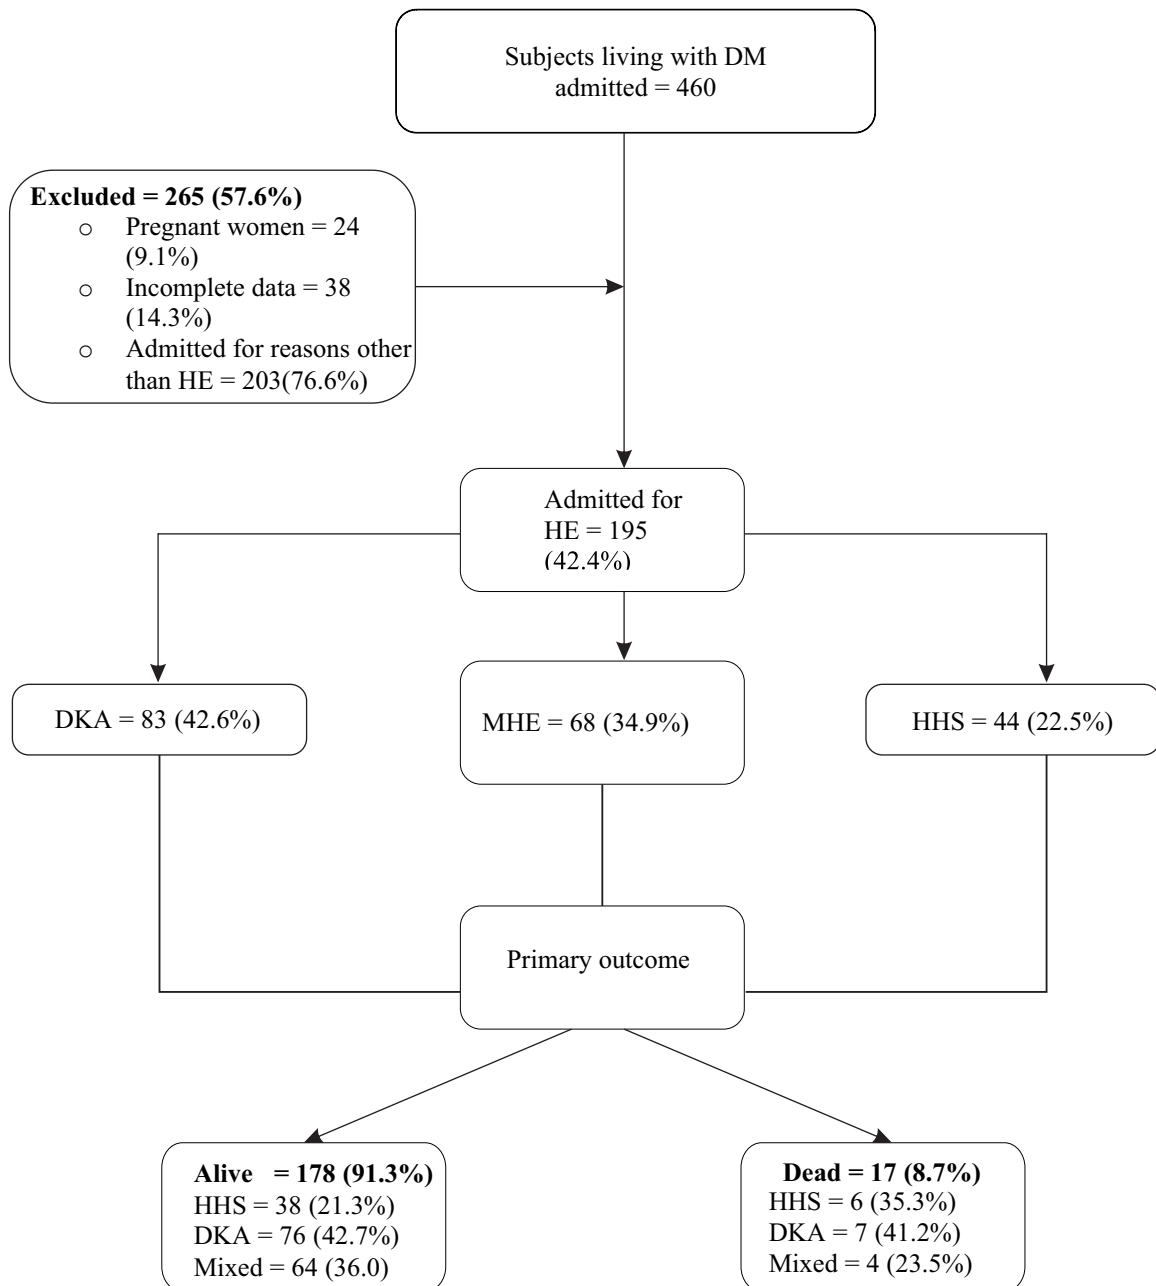 Subjects living with DM
admitted = 460
Excluded = 265 (57.6%)
o Pregnant women = 24
(9.1%)
o Incomplete data = 38
(14.3%)
o Admitted for reasons other
than HE = 203(76.6%)
Admitted for
HE = 195
(42.4%)
DKA = 83 (42.6%)
MHE = 68 (34.9%)
HHS = 44 (22.5%)
Primary outcome
Alive = 178 (91.3%)
HHS = 38 (21.3%)
DKA = 76 (42.7%)
Mixed = 64 (36.0)
Dead = 17 (8.7%)
HHS = 6 (35.3%)
DKA = 7 (41.2%)
Mixed = 4 (23.5%)